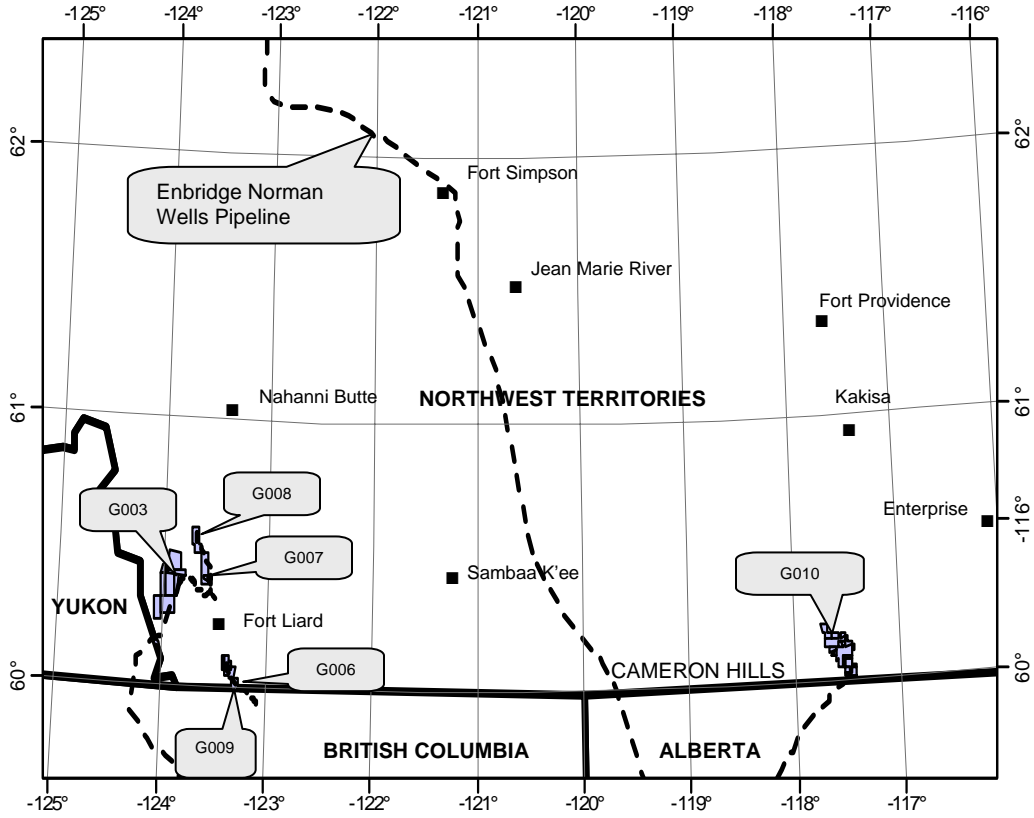 -125° -124° -123° -122° -121° -120° -119° -118° -117° -116°
62° 62°
Fort Simpson
Enbridge Norman
Wells Pipeline
Jean Marie River
Fort Providence
Nahanni Butte
NORTHWEST TERRITORIES
Kakisa
61° 61°
G008
G003
Enterprise
-116°
G007
Sambaa K'ee
G010
YUKON
Fort Liard
G006
CAMERON HILLS
60° 60°
G009
BRITISH COLUMBIA
ALBERTA
-125° -124° -123° -122° -121° -120° -119° -118° -117°